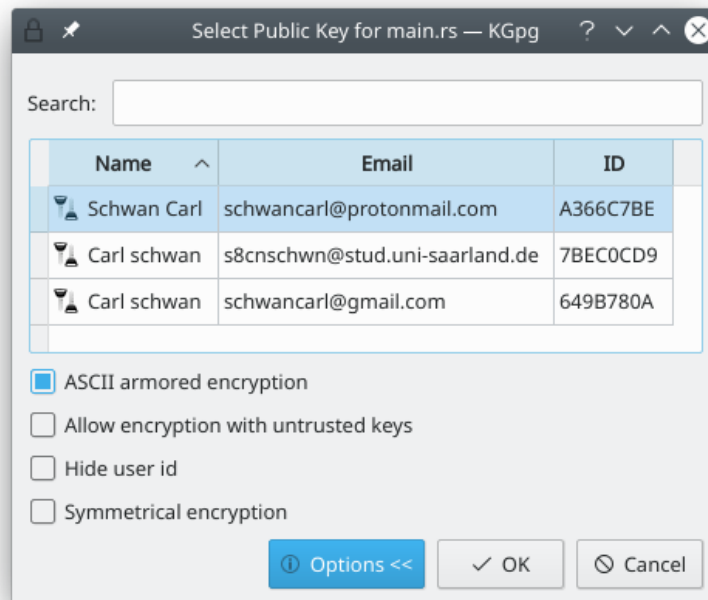 Select Public Key for main.rs — KGpg
Search:
Name Email ID
Schwan Carl schwancarl@protonmail.com A366C7BE
Carl schwan s8cnschwn@stud.uni-saarland.de 7BEC0CD9
Carl schwan schwancarl@gmail.com 649B780A
ASCII armored encryption
Allow encryption with untrusted keys
Hide user id
Symmetrical encryption
Options << OK Cancel